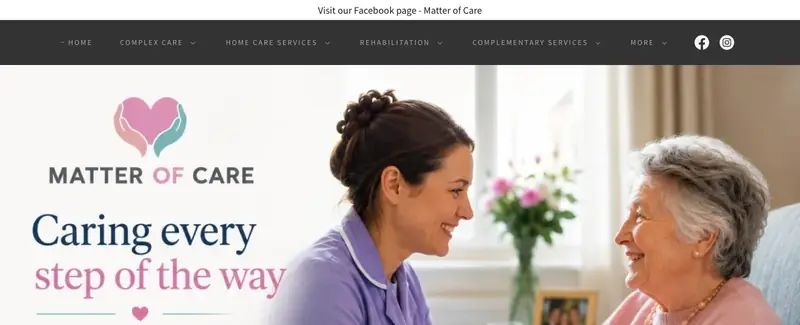 Visit our Facebook page - Matter of Care
HOME COMPLEX CARE HOME CARE SERVICES REHABILITATION COMPLEMENTARY SERVICES MORE
MATTER OF CARE
Caring every
step of the way